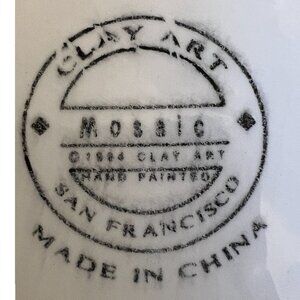 CLAY ART
Mosaic
©1994 CLAY ART
HAND PAINTED
SAN FRANCISCO
MADE IN CHINA